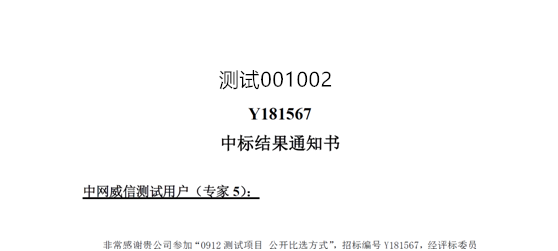 测试001002
Y181567
中标结果通知书
中网威信测试用户（专家 5）：
非常感谢贵公司参加“0912 测试项目 公开比选方式”，招标编号 Y181567，经评标委员